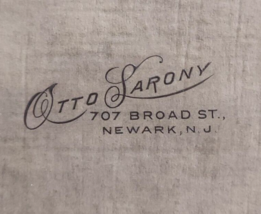 Otto Sarony
707 BROAD ST.,
NEWARK, N.J.